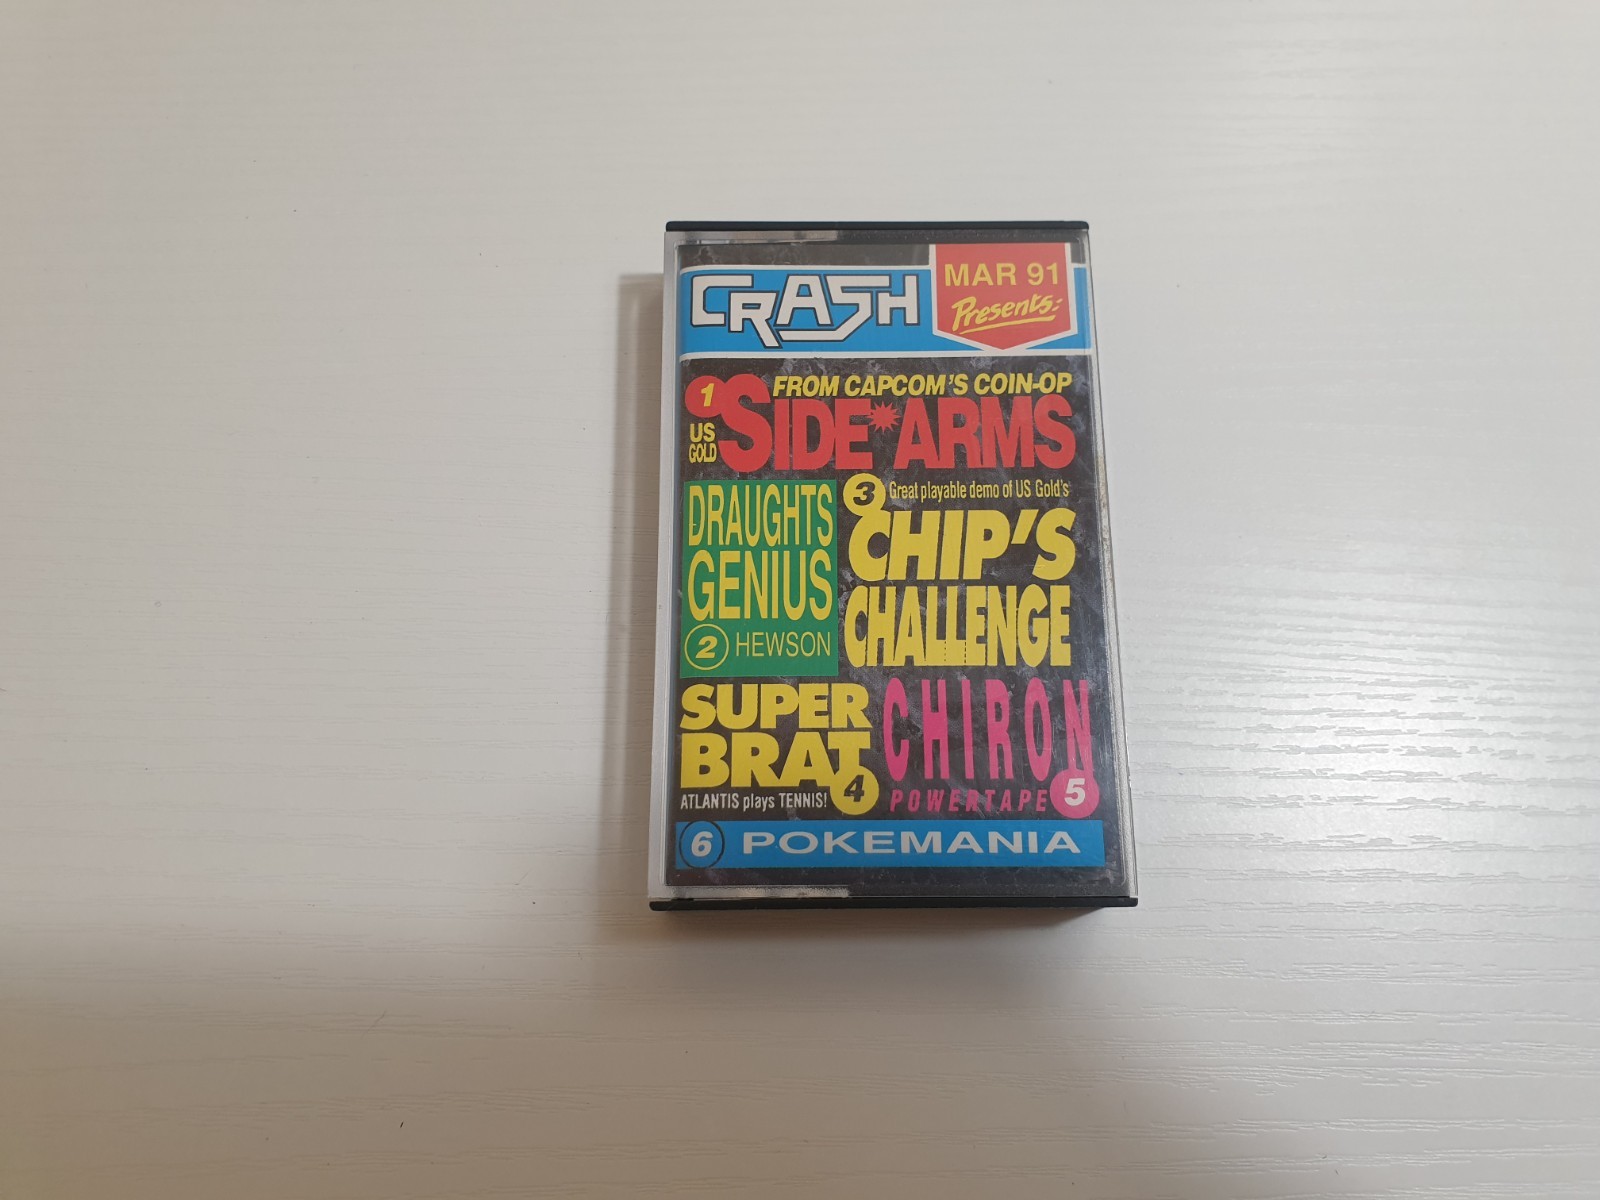 CRASH
MAR 91
Presents:
1
FROM CAPCOM'S COIN-OP
US
GOLD
SIDE*ARMS
DRAUGHTS
GENIUS
2 HEWSON
3 Great playable demo of US Gold's
CHIP'S
CHALLENGE
SUPER
BRAT
4
ATLANTIS plays TENNIS!
CHIRON
POWERTAPE 5
6 POKEMANIA